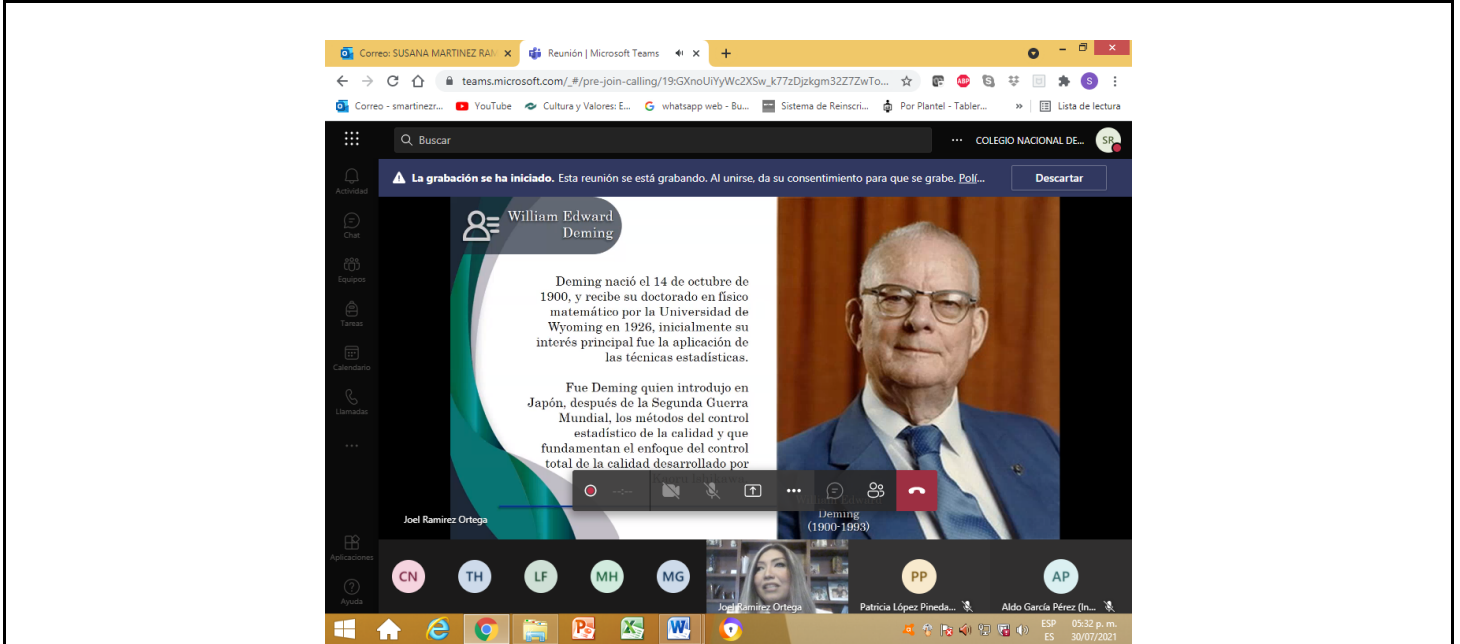 Correo: SUSANA MARTINEZ RAM
Reunión | Microsoft Teams
teams.microsoft.com/_#/pre-join-calling/19:GXnoUiYyWc2XSw_k77zDjzkgm32Z7ZwTo...
ABP
S
Correo - smartinezr...
YouTube
Cultura y Valores: E...
whatsapp web - Bu...
Sistema de Reinscri...
Por Plantel - Tabler...
»
Lista de lectura
Buscar
COLEGIO NACIONAL DE...
SR
Actividad
La grabación se ha iniciado. Esta reunión se está grabando. Al unirse, da su consentimiento para que se grabe. Polí...
Descartar
Chat
Equipos
Tareas
Calendario
Llamadas
William Edward
Deming
Deming nació el 14 de octubre de
1900, y recibe su doctorado en físico
matemático por la Universidad de
Wyoming en 1926, inicialmente su
interés principal fue la aplicación de
las técnicas estadísticas.
Fue Deming quien introdujo en
Japón, después de la Segunda Guerra
Mundial, los métodos del control
estadístico de la calidad y que
fundamentan el enfoque del control
total de la calidad desarrollado por
--:--
Deming
(1900-1993)
Joel Ramirez Ortega
Aplicaciones
Ayuda
CN
TH
LF
MH
MG
Joel Ramirez Ortega
PP
Patricia López Pineda...
AP
Aldo García Pérez (In...
ESP
ES
05:32 p. m.
30/07/2021